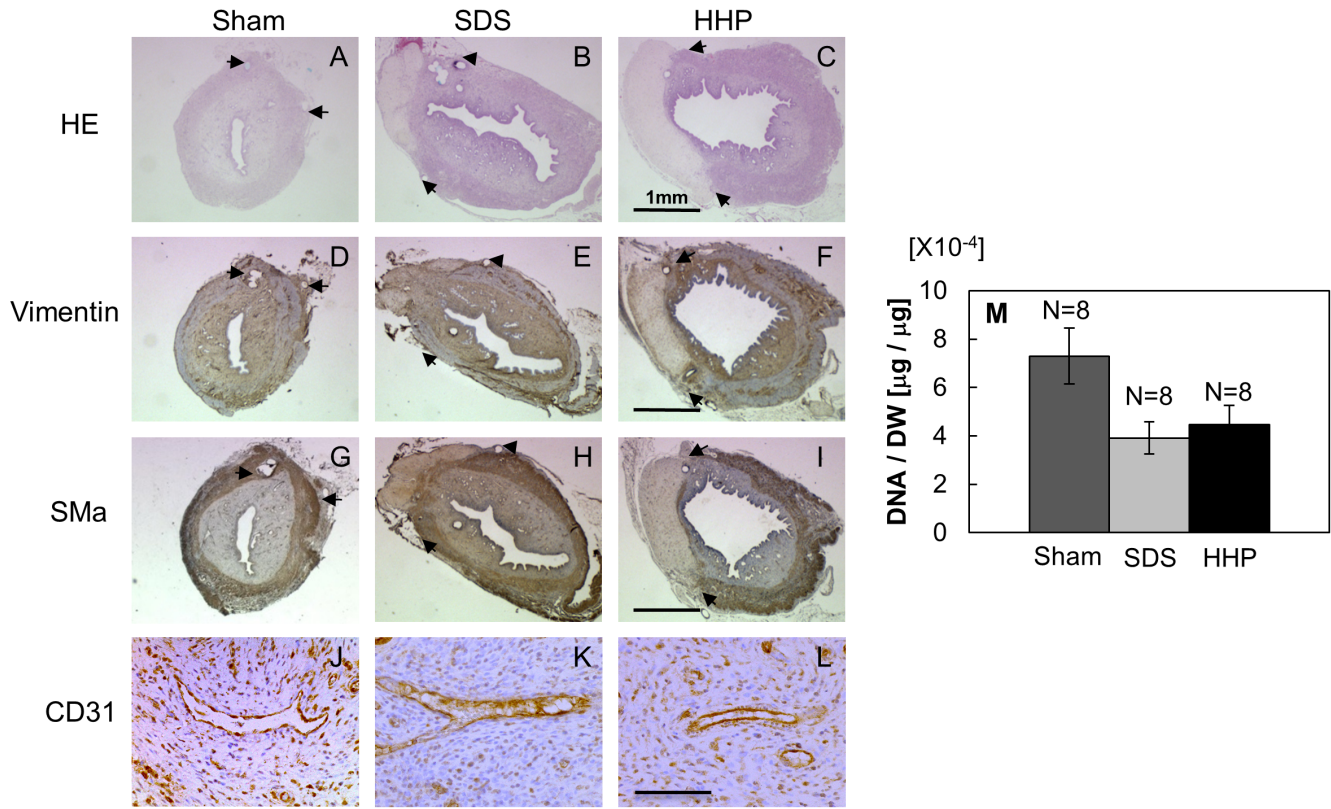 Sham SDS HHP
HE A B C
1mm
Vimentin D E F
SMa G H I
CD31 J K L
[X10-4]
DNA / DW [µg / µg]
10
8
6
4
2
0
M
N=8
N=8
N=8
Sham SDS HHP